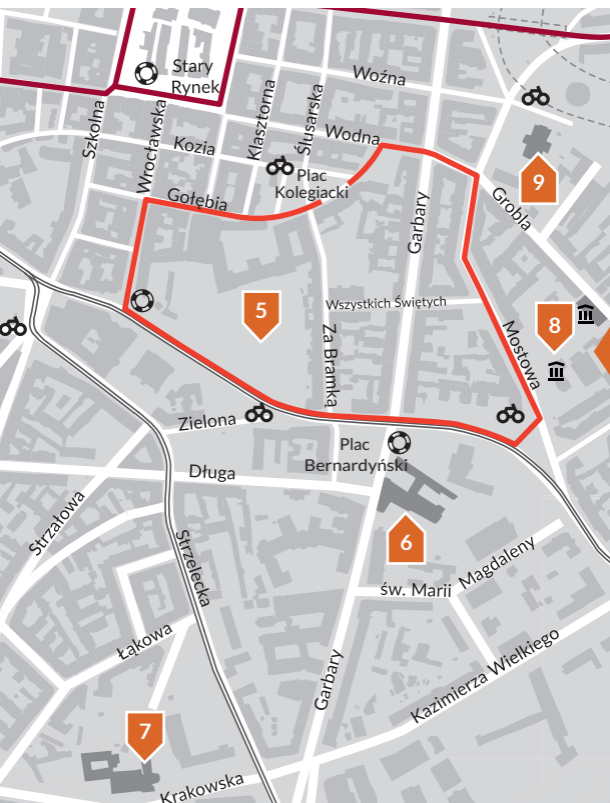 Stary
Rynek
Woźna
Szkolna
Wrocławska
Klasztorna
Ślusarska
Wodna
Kozia
Plac
Kolegiacki
Gołębia
9
Grobla
Garbary
5
Wszystkich Świętych
8
Mostowa
Za Bramką
Zielona
Plac
Bernardyński
Długa
6
Strzałowa
Strzelecka
św. Marii Magdaleny
Łąkowa
Garbary
Kazimierza Wielkiego
7
Krakowska